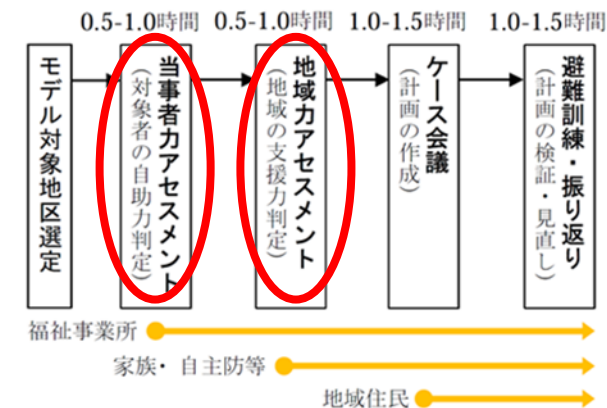 0.5-1.0時間 0.5-1.0時間 1.0-1.5時間 1.0-1.5時間
モデル対象地区選定
当事者力アセスメント
(対象者の自助力判定)
地域力アセスメント
(地域の支援力判定)
ケース会議
(計画の作成)
避難訓練・振り返り
(計画の検証・見直し)
福祉事業所
家族・自主防等
地域住民